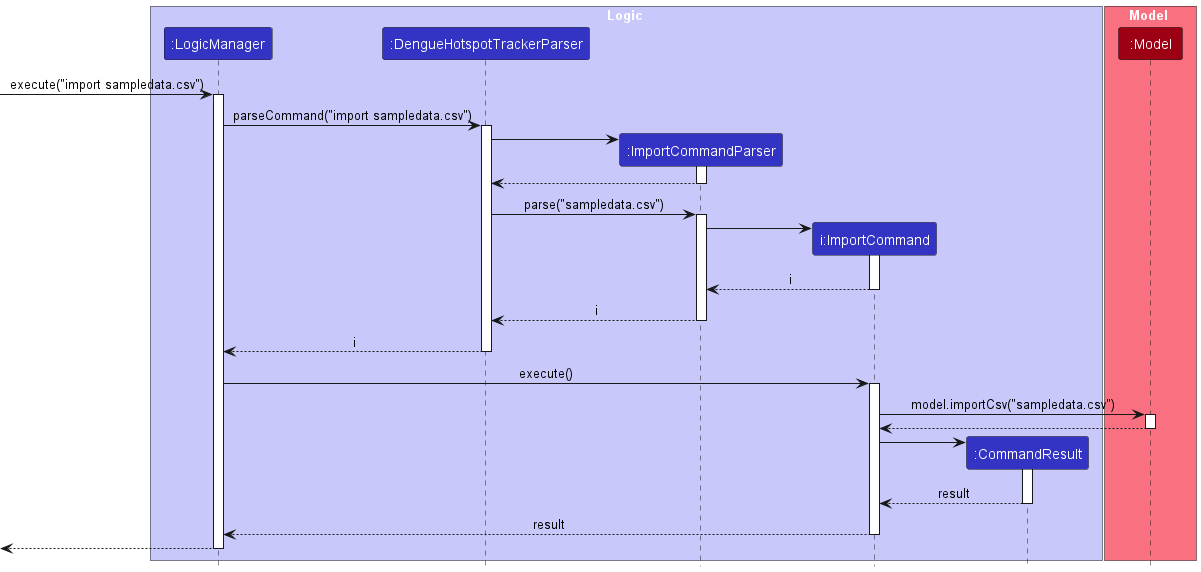 Logic
Model
:LogicManager
:DengueHotspotTrackerParser
:Model
execute("import sampledata.csv")
parseCommand("import sampledata.csv")
:ImportCommandParser
parse("sampledata.csv")
i:ImportCommand
i
i
i
execute()
model.importCsv("sampledata.csv")
:CommandResult
result
result